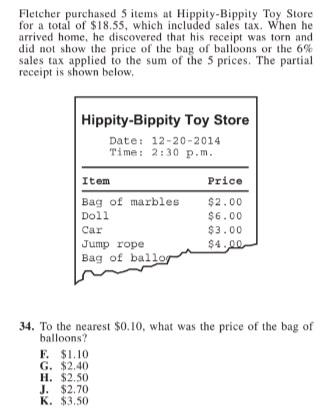 Fletcher purchased 5 items at Hippity-Bippity Toy Store
for a total of $18.55, which included sales tax. When he
arrived home, he discovered that his receipt was torn and
did not show the price of the bag of balloons or the 6%
sales tax applied to the sum of the 5 prices. The partial
receipt is shown below.
Hippity-Bippity Toy Store
Date: 12-20-2014
Time: 2:30 p.m.
Item Price
Bag of marbles $2.00
Doll $6.00
Car $3.00
Jump rope $4.00
Bag of balloo
34. To the nearest $0.10, what was the price of the bag of
balloons?
F. $1.10
G. $2.40
H. $2.50
J. $2.70
K. $3.50